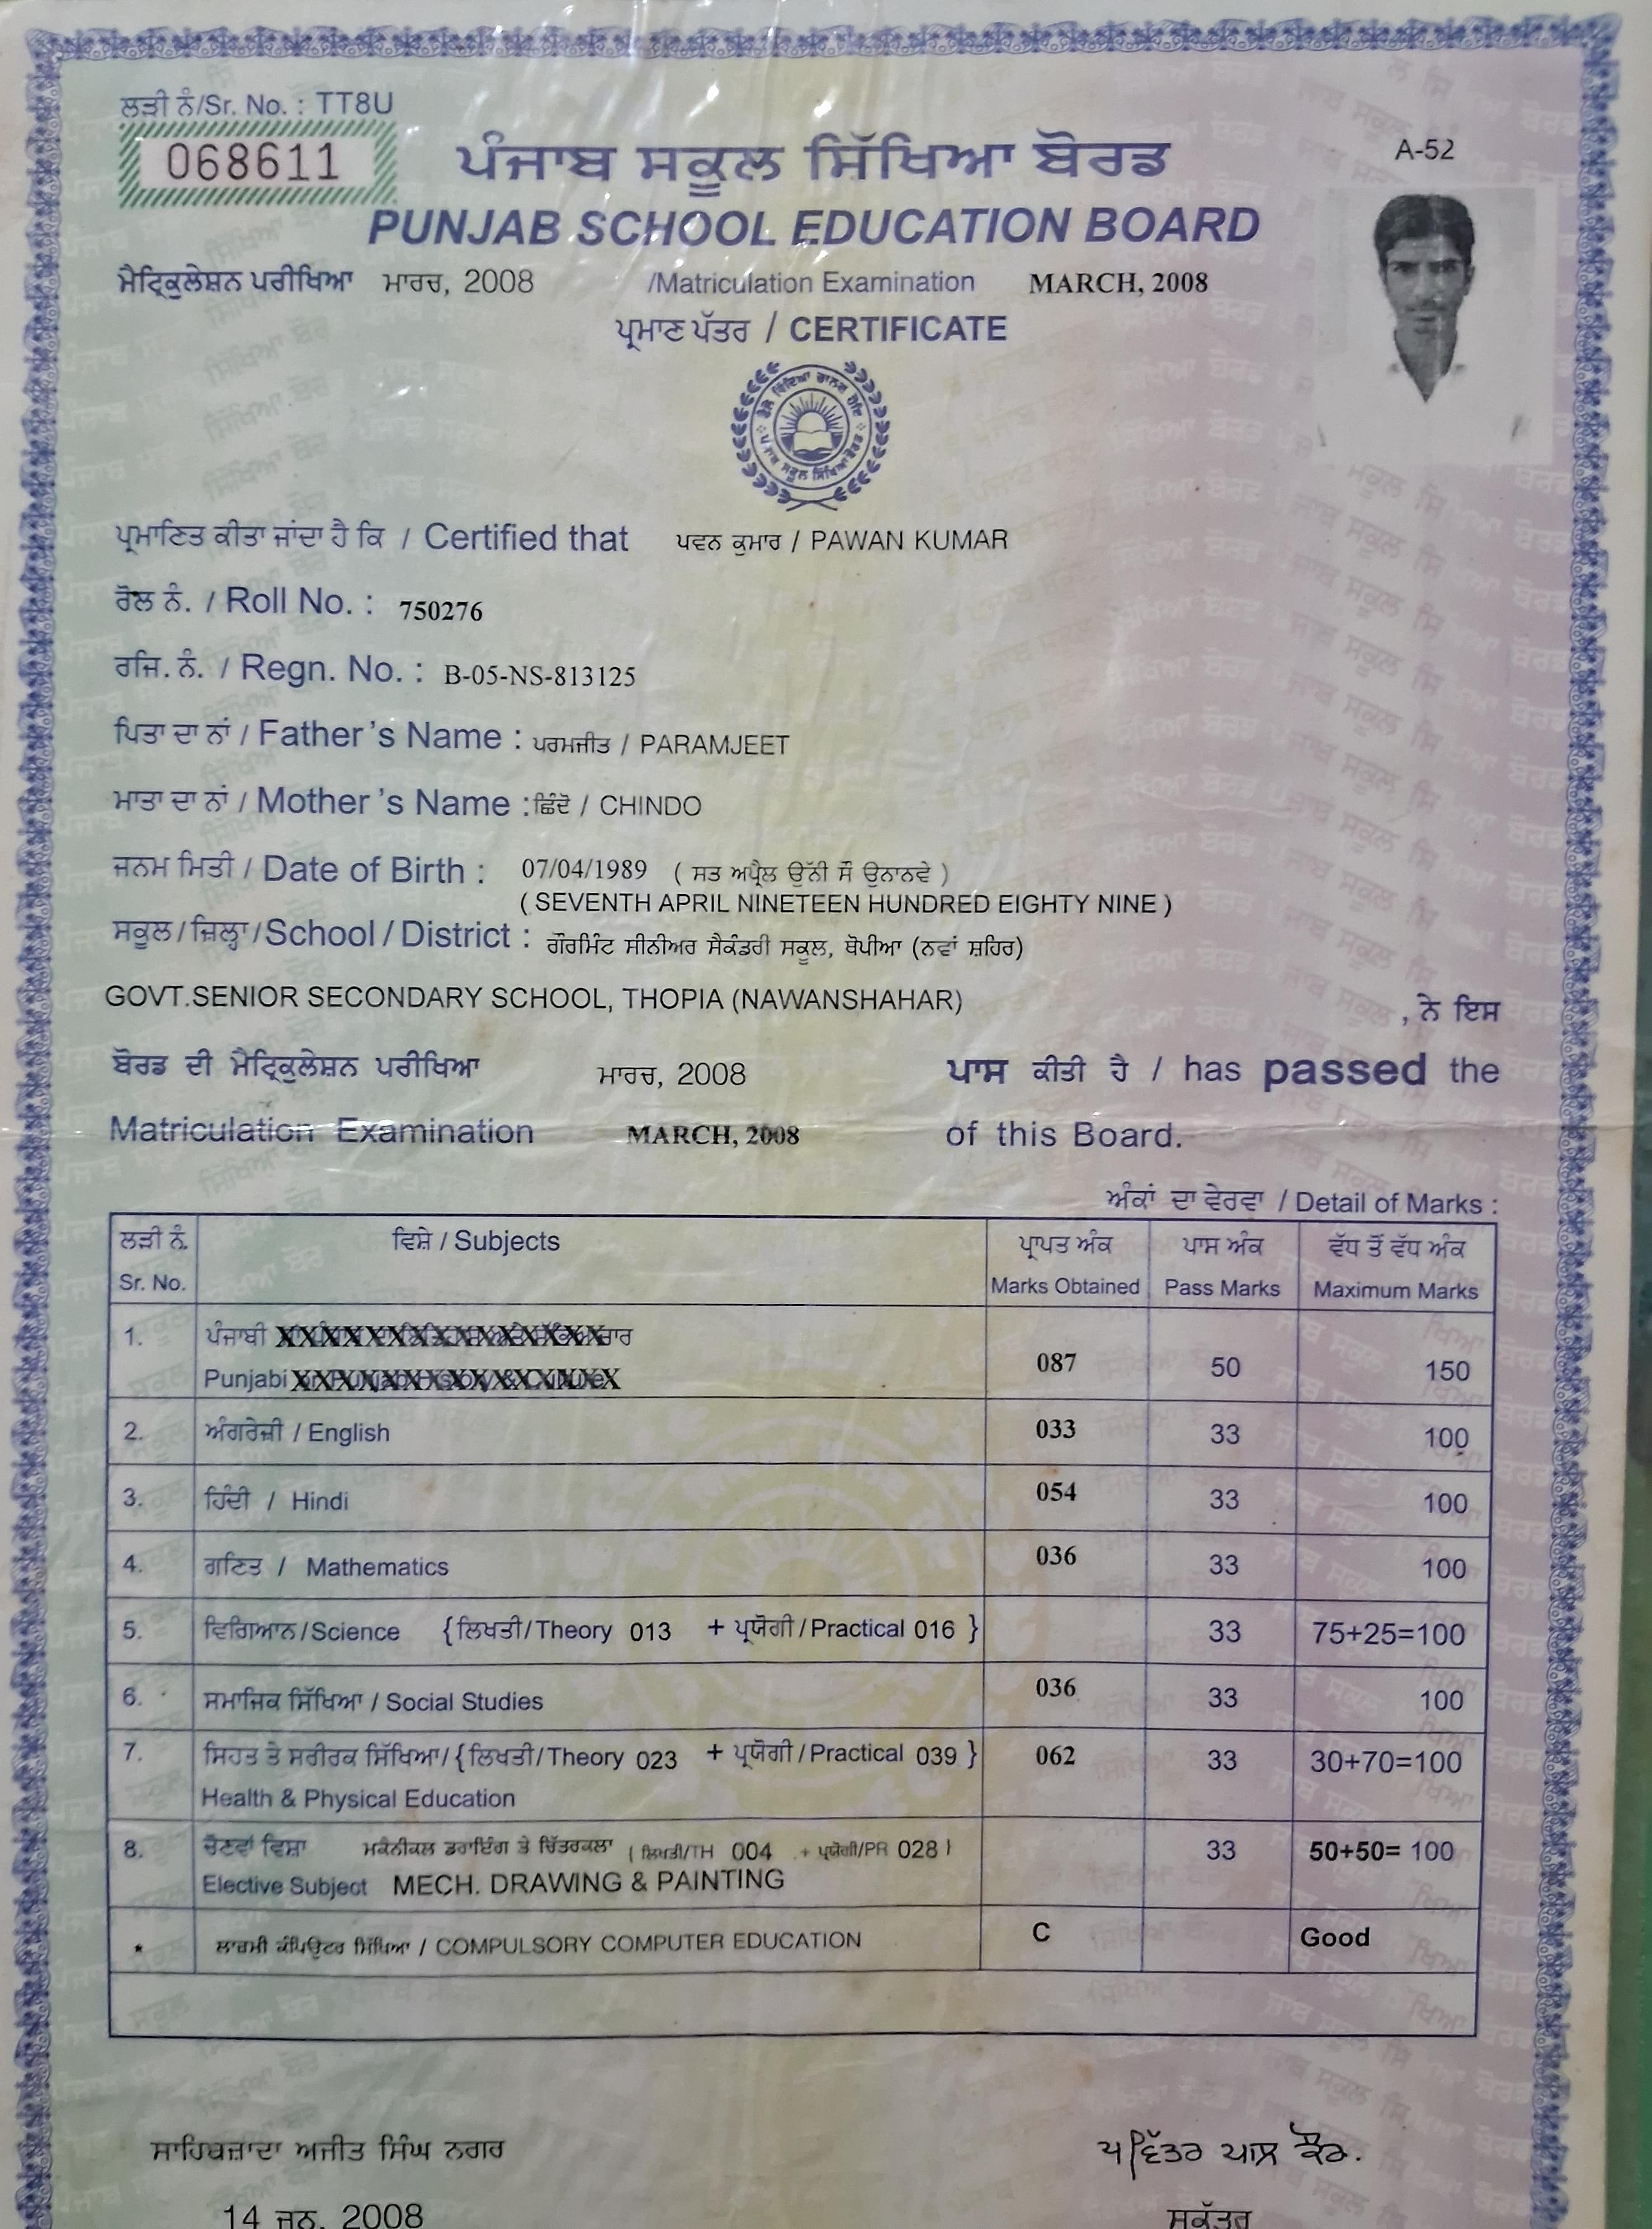 ਲੜੀ ਨੰ/Sr. No. : TT8U
068611
A-52
ਪੰਜਾਬ ਸਕੂਲ ਸਿੱਖਿਆ ਬੋਰਡ
PUNJAB SCHOOL EDUCATION BOARD
ਮੈਟ੍ਰਿਕੁਲੇਸ਼ਨ ਪਰੀਖਿਆ ਮਾਰਚ, 2008 /Matriculation Examination MARCH, 2008
ਪ੍ਰਮਾਣ ਪੱਤਰ / CERTIFICATE
ਪ੍ਰਮਾਣਿਤ ਕੀਤਾ ਜਾਂਦਾ ਹੈ ਕਿ / Certified that ਪਵਨ ਕੁਮਾਰ / PAWAN KUMAR
ਰੋਲ ਨੰ. / Roll No. : 750276
ਰਜਿ. ਨੰ. / Regn. No. : B-05-NS-813125
ਪਿਤਾ ਦਾ ਨਾਂ / Father's Name : ਪਰਮਜੀਤ / PARAMJEET
ਮਾਤਾ ਦਾ ਨਾਂ / Mother's Name : ਛਿੰਦੋ / CHINDO
ਜਨਮ ਮਿਤੀ / Date of Birth : 07/04/1989 ( ਸਤ ਅਪ੍ਰੈਲ ਉੱਨੀ ਸੌ ਉਨਾਨਵੇ )
( SEVENTH APRIL NINETEEN HUNDRED EIGHTY NINE )
ਸਕੂਲ/ਜ਼ਿਲ੍ਹਾ/School/District : ਗੌਰਮਿੰਟ ਸੀਨੀਅਰ ਸੈਕੰਡਰੀ ਸਕੂਲ, ਥੋਪੀਆ (ਨਵਾਂ ਸ਼ਹਿਰ)
GOVT.SENIOR SECONDARY SCHOOL, THOPIA (NAWANSHAHAR) , ਨੇ ਇਸ
ਬੋਰਡ ਦੀ ਮੈਟ੍ਰਿਕੁਲੇਸ਼ਨ ਪਰੀਖਿਆ ਮਾਰਚ, 2008 ਪਾਸ ਕੀਤੀ ਹੈ / has passed the
Matriculation Examination MARCH, 2008 of this Board.
ਅੰਕਾਂ ਦਾ ਵੇਰਵਾ / Detail of Marks :
ਲੜੀ ਨੰ. ਵਿਸ਼ੇ / Subjects ਪ੍ਰਾਪਤ ਅੰਕ ਪਾਸ ਅੰਕ ਵੱਧ ਤੋਂ ਵੱਧ ਅੰਕ
Sr. No. Marks Obtained Pass Marks Maximum Marks
1. ਪੰਜਾਬੀ
Punjabi 087 50 150
2. ਅੰਗਰੇਜ਼ੀ / English 033 33 100
3. ਹਿੰਦੀ / Hindi 054 33 100
4. ਗਣਿਤ / Mathematics 036 33 100
5. ਵਿਗਿਆਨ/Science {ਲਿਖਤੀ/Theory 013 + ਪ੍ਰਯੋਗੀ/Practical 016 } 33 75+25=100
6. ਸਮਾਜਿਕ ਸਿੱਖਿਆ / Social Studies 036 33 100
7. ਸਿਹਤ ਤੇ ਸਰੀਰਕ ਸਿੱਖਿਆ/{ਲਿਖਤੀ/Theory 023 + ਪ੍ਰਯੋਗੀ/Practical 039 } 062 33 30+70=100
Health & Physical Education
8. ਚੋਣਵਾਂ ਵਿਸ਼ਾ ਮਕੈਨੀਕਲ ਡਰਾਇੰਗ ਤੇ ਚਿੱਤਰਕਲਾ ( ਲਿਖਤੀ/TH 004 + ਪ੍ਰਯੋਗੀ/PR 028 ) 33 50+50= 100
Elective Subject MECH. DRAWING & PAINTING
* ਲਾਜ਼ਮੀ ਕੰਪਿਊਟਰ ਸਿੱਖਿਆ / COMPULSORY COMPUTER EDUCATION C Good
ਸਾਹਿਬਜ਼ਾਦਾ ਅਜੀਤ ਸਿੰਘ ਨਗਰ ਪਵਿੱਤਰ ਪਾਲ ਕੌਰ.
14 ਜੂਨ, 2008 ਸਕੱਤਰ